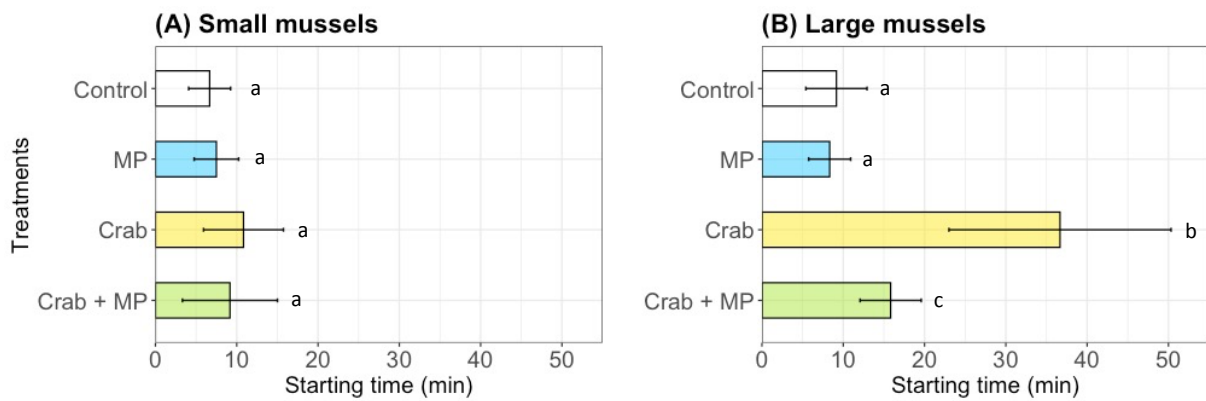 (A) Small mussels
Treatments
Control
a
MP
a
Crab
a
Crab + MP
a
0 10 20 30 40 50
Starting time (min)
(B) Large mussels
Control
a
MP
a
Crab
b
Crab + MP
c
0 10 20 30 40 50
Starting time (min)